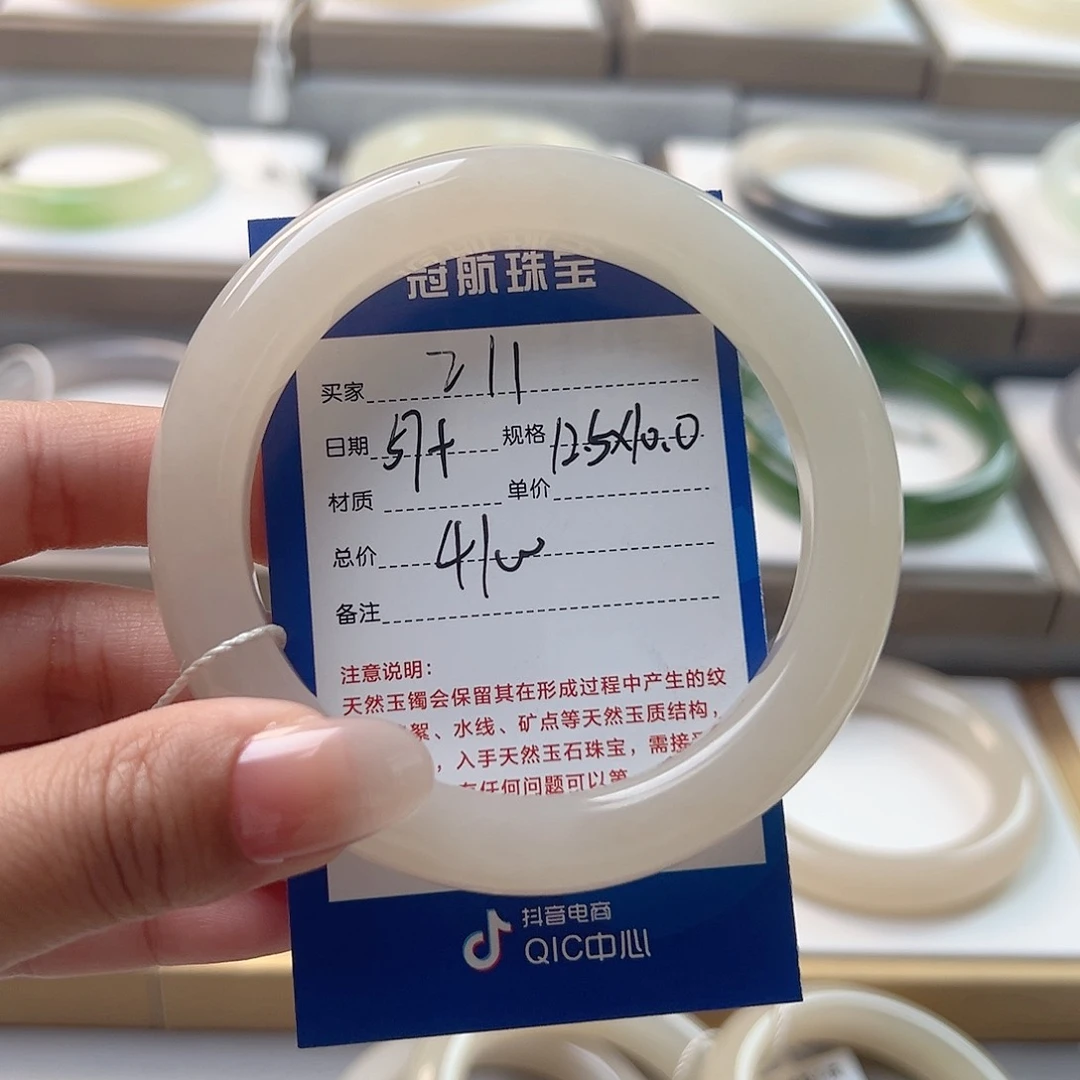 冠航珠宝
买家 211
日期 规格 12.5×10.0
材质 单价
总价
备注
注意说明：
天然玉镯会保留其在形成过程中产生的纹
絮、水线、矿点等天然玉质结构，
，入手天然玉石珠宝，需接
任何问题可以
抖音电商
QIC中心